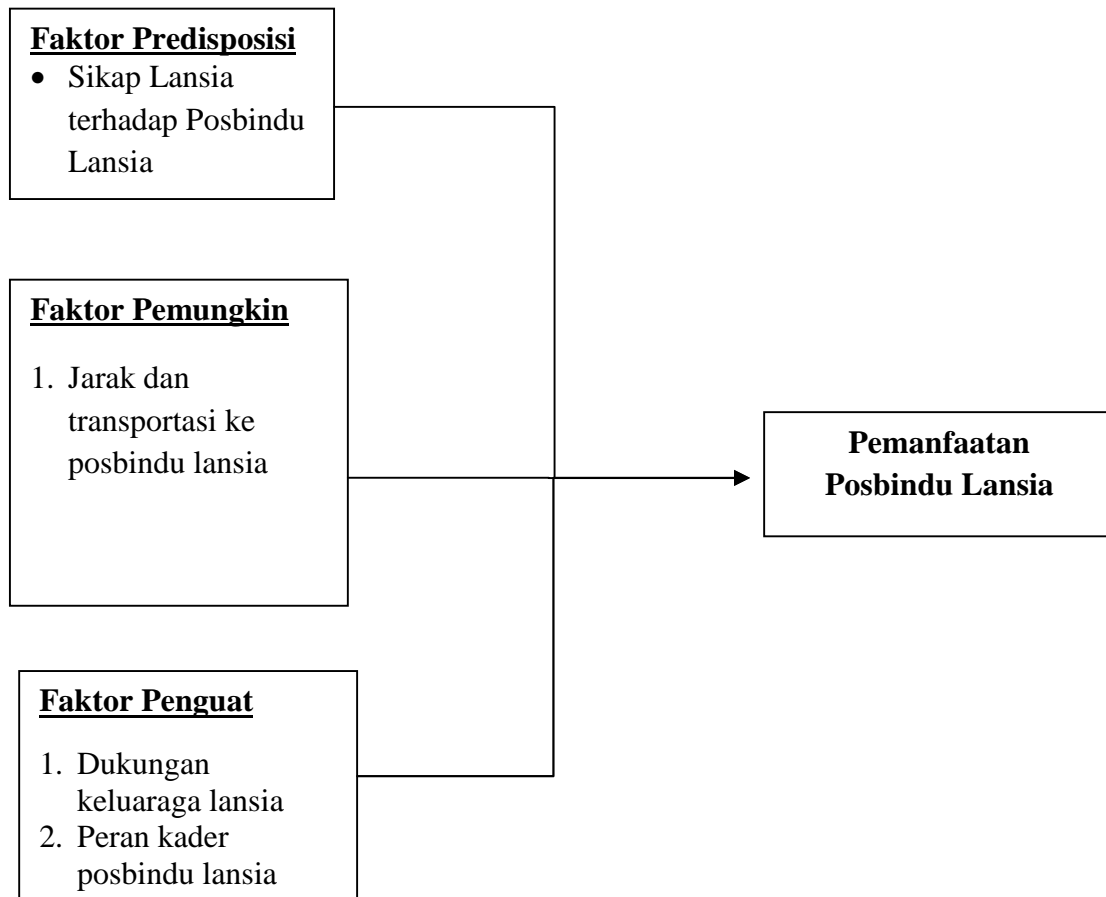 Faktor Predisposisi
• Sikap Lansia
terhadap Posbindu
Lansia
Faktor Pemungkin
1. Jarak dan
transportasi ke
posbindu lansia
Pemanfaatan
Posbindu Lansia
Faktor Penguat
1. Dukungan
keluaraga lansia
2. Peran kader
posbindu lansia